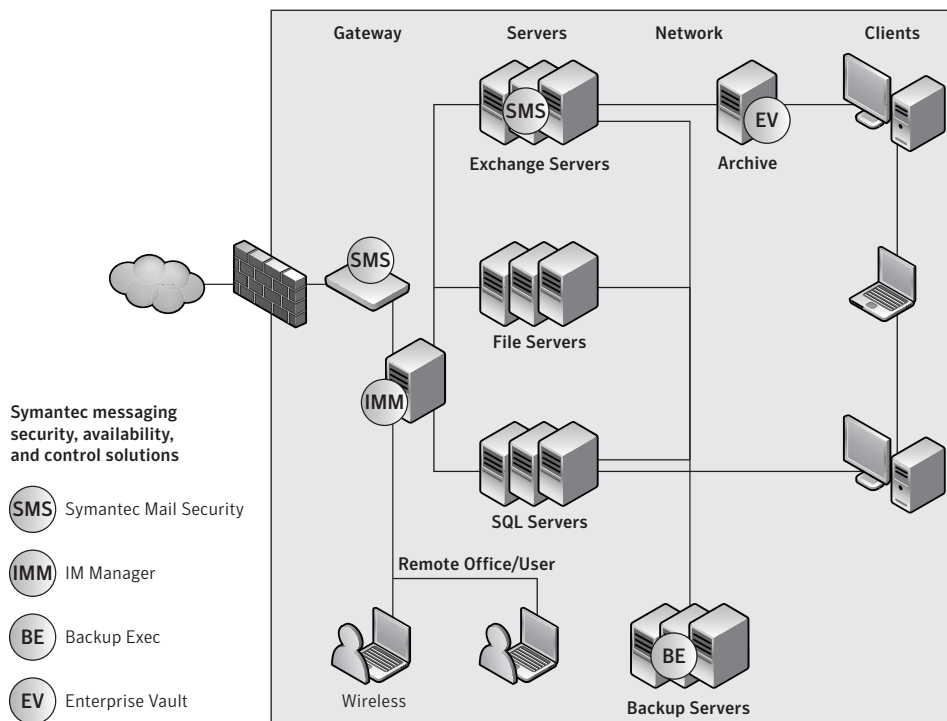 Gateway
Servers
Network
Clients
SMS
EV
Exchange Servers
Archive
SMS
File Servers
IMM
Symantec messaging
security, availability,
and control solutions
SQL Servers
SMS Symantec Mail Security
Remote Office/User
IMM IM Manager
BE Backup Exec
BE
EV Enterprise Vault
Wireless
Backup Servers